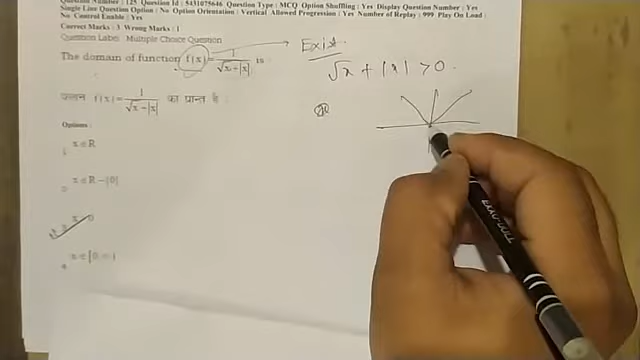 Question Number : 125 Question Id : 5431075646 Question Type : MCQ Option Shuffling : Yes Display Question Number : Yes
Single Line Question Option : No Option Orientation : Vertical Allowed Progression : Yes Number of Replay : 999 Play On Load :
No Control Enable : Yes
Correct Marks : 3 Wrong Marks : 1
Question Label : Multiple Choice Question
The domain of function f(x) = 1/√x+|x| is
Exist
√x + |x| > 0.
फलन f(x) = 1/√x+|x| का प्रान्त है
Options :
x ∈ R
x ∈ R − {0}
x > 0
x ∈ [0, ∞)